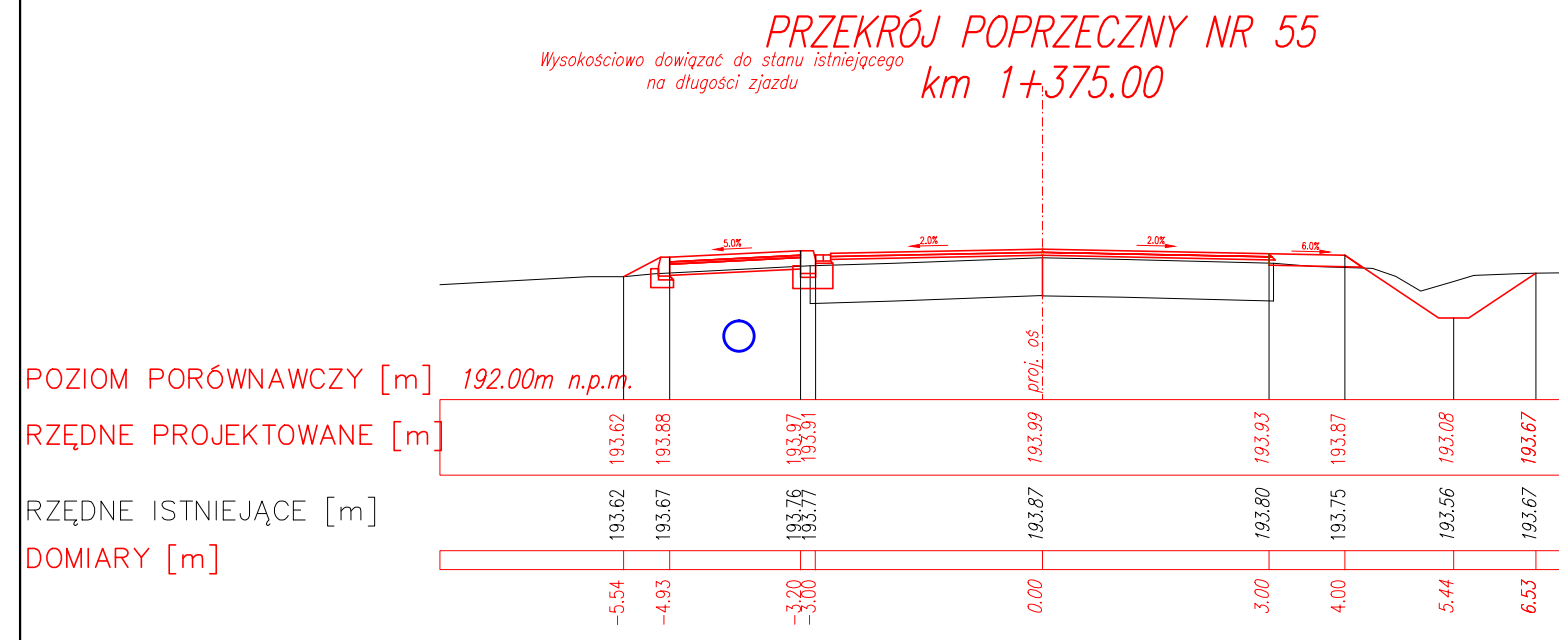 PRZEKRÓJ POPRZECZNY NR 55
km 1+375.00
Wysokościowo dowiązać do stanu istniejącego
na długości zjazdu
5.0% 2.0% 2.0% 6.0%
proj. oś
POZIOM PORÓWNAWCZY [m] 192.00m n.p.m.
RZĘDNE PROJEKTOWANE [m] 193.62 193.88 193.97 193.91 193.99 193.93 193.87 193.08 193.67
RZĘDNE ISTNIEJĄCE [m] 193.62 193.67 193.76 193.77 193.87 193.80 193.75 193.56 193.67
DOMIARY [m] -5.54 -4.93 -3.20 -3.00 0.00 3.00 4.00 5.44 6.53